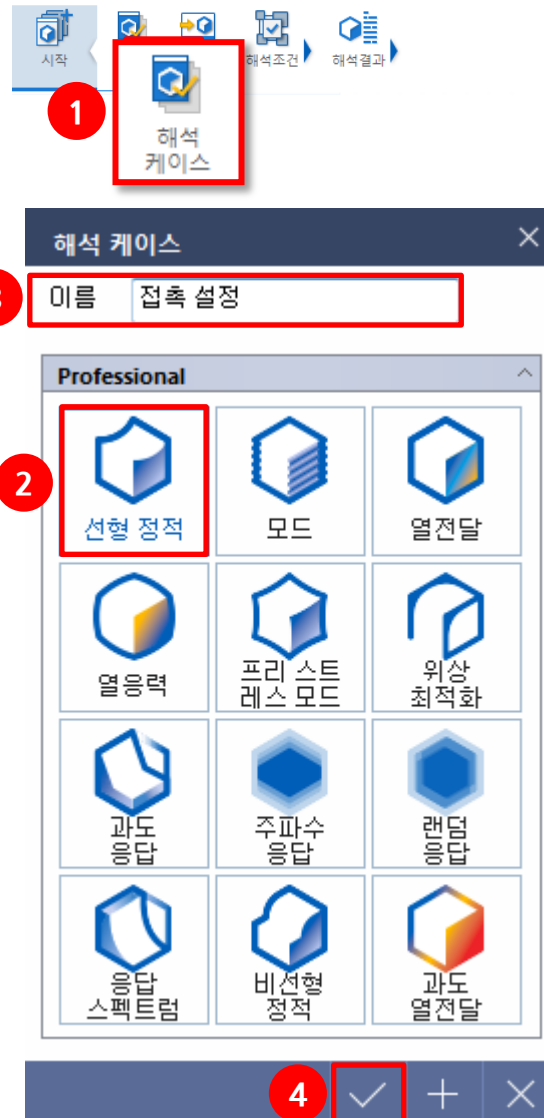 시작
해석조건
해석결과
1
해석
케이스
해석 케이스
3
이름
접촉 설정
Professional
2
선형 정적
모드
열전달
열응력
프리 스트
레스 모드
위상
최적화
과도
응답
주파수
응답
랜덤
응답
응답
스펙트럼
비선형
정적
과도
열전달
4